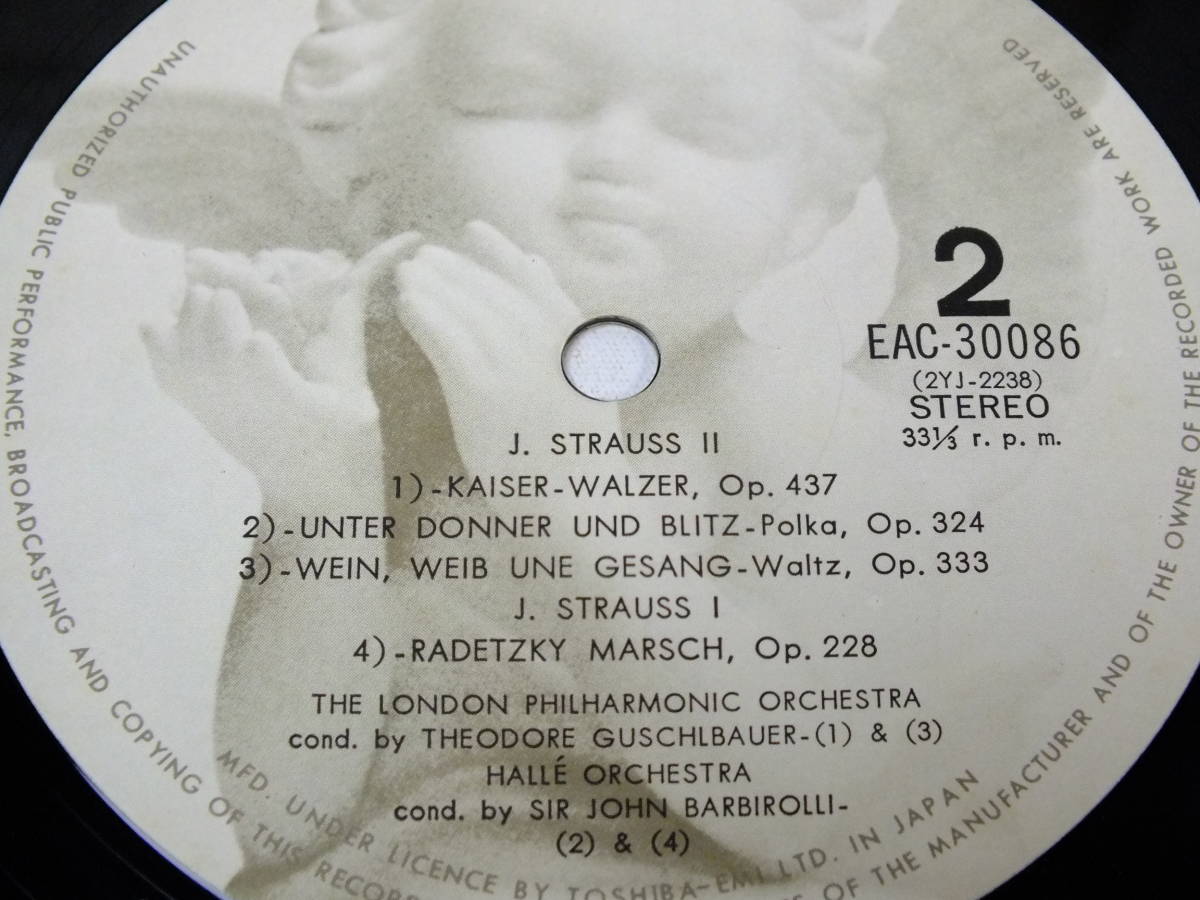 2
EAC-30086
(2YJ-2238)
STEREO
33⅓ r. p. m.
J. STRAUSS II
1)-KAISER-WALZER, Op. 437
2)-UNTER DONNER UND BLITZ-Polka, Op. 324
3)-WEIN, WEIB UNE GESANG-Waltz, Op. 333
J. STRAUSS I
4)-RADETZKY MARSCH, Op. 228
THE LONDON PHILHARMONIC ORCHESTRA
cond. by THEODORE GUSCHLBAUER-(1) & (3)
HALLÉ ORCHESTRA
cond. by SIR JOHN BARBIROLLI-
(2) & (4)
MFD. UNDER LICENCE BY TOSHIBA-EMI LTD. IN JAPAN
UNAUTHORIZED PUBLIC PERFORMANCE, BROADCASTING AND COPYING OF THIS RECOR
OF THE MANUFACTURER AND OF THE OWNER OF THE RECORDED WORK ARE RESERVED